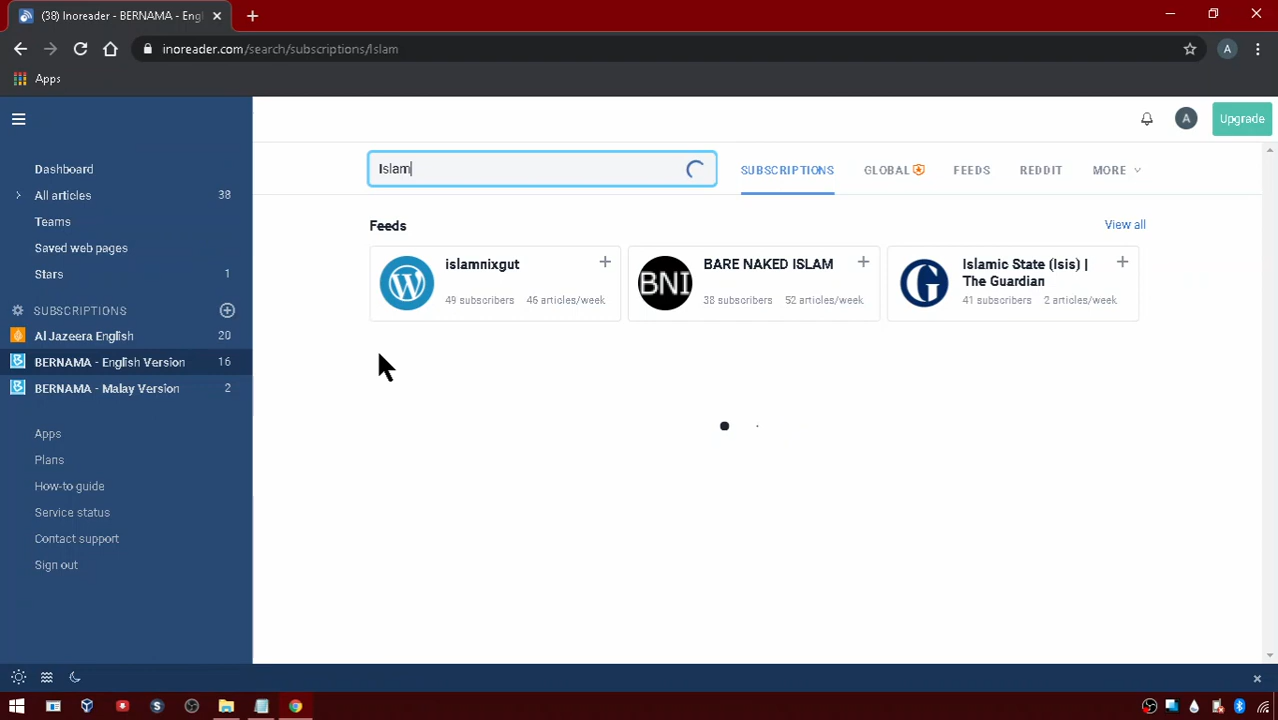 (38) Inoreader - BERNAMA - Engl
inoreader.com/search/subscriptions/Islam
A
Apps
A
Upgrade
Dashboard
All articles 38
Teams
Saved web pages
Stars 1
SUBSCRIPTIONS
Al Jazeera English 20
BERNAMA - English Version 16
BERNAMA - Malay Version 2
Apps
Plans
How-to guide
Service status
Contact support
Sign out
Islam
SUBSCRIPTIONS GLOBAL FEEDS REDDIT MORE
Feeds View all
islamnixgut
49 subscribers 46 articles/week
BNI
BARE NAKED ISLAM
38 subscribers 52 articles/week
G
Islamic State (Isis) |
The Guardian
41 subscribers 2 articles/week